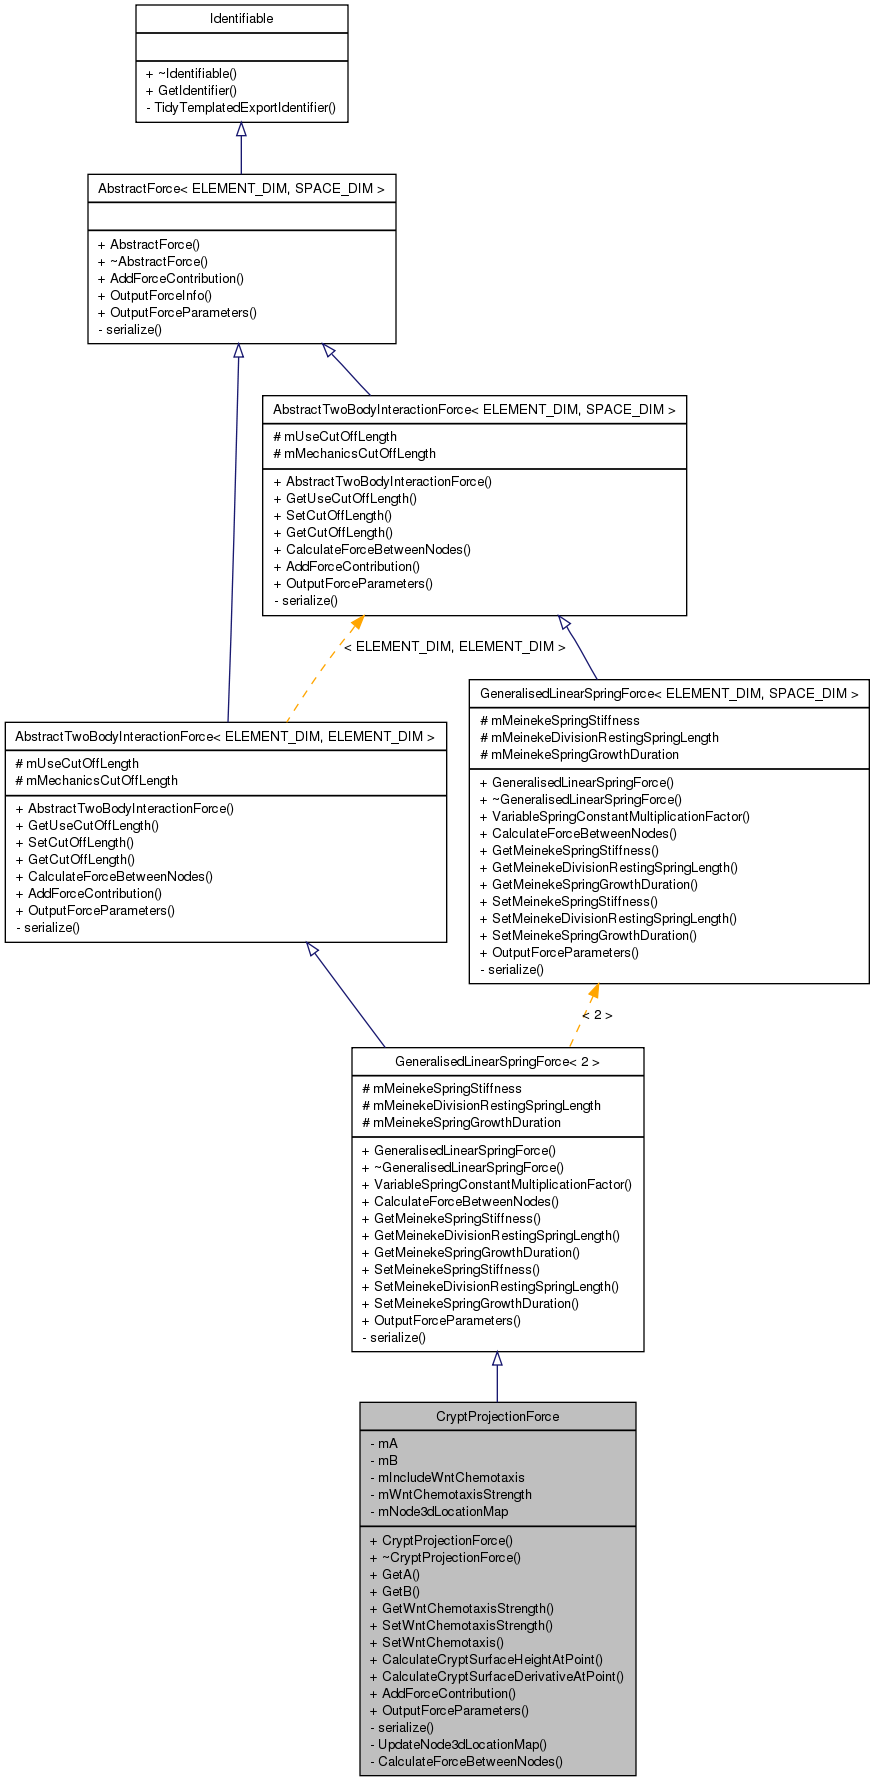 Identifiable
+ ~Identifiable()
+ GetIdentifier()
- TidyTemplatedExportIdentifier()
AbstractForce< ELEMENT_DIM, SPACE_DIM >
+ AbstractForce()
+ ~AbstractForce()
+ AddForceContribution()
+ OutputForceInfo()
+ OutputForceParameters()
- serialize()
AbstractTwoBodyInteractionForce< ELEMENT_DIM, SPACE_DIM >
# mUseCutOffLength
# mMechanicsCutOffLength
+ AbstractTwoBodyInteractionForce()
+ GetUseCutOffLength()
+ SetCutOffLength()
+ GetCutOffLength()
+ CalculateForceBetweenNodes()
+ AddForceContribution()
+ OutputForceParameters()
- serialize()
< ELEMENT_DIM, ELEMENT_DIM >
GeneralisedLinearSpringForce< ELEMENT_DIM, SPACE_DIM >
# mMeinekeSpringStiffness
# mMeinekeDivisionRestingSpringLength
# mMeinekeSpringGrowthDuration
+ GeneralisedLinearSpringForce()
+ ~GeneralisedLinearSpringForce()
+ VariableSpringConstantMultiplicationFactor()
+ CalculateForceBetweenNodes()
+ GetMeinekeSpringStiffness()
+ GetMeinekeDivisionRestingSpringLength()
+ GetMeinekeSpringGrowthDuration()
+ SetMeinekeSpringStiffness()
+ SetMeinekeDivisionRestingSpringLength()
+ SetMeinekeSpringGrowthDuration()
+ OutputForceParameters()
- serialize()
AbstractTwoBodyInteractionForce< ELEMENT_DIM, ELEMENT_DIM >
# mUseCutOffLength
# mMechanicsCutOffLength
+ AbstractTwoBodyInteractionForce()
+ GetUseCutOffLength()
+ SetCutOffLength()
+ GetCutOffLength()
+ CalculateForceBetweenNodes()
+ AddForceContribution()
+ OutputForceParameters()
- serialize()
< 2 >
GeneralisedLinearSpringForce< 2 >
# mMeinekeSpringStiffness
# mMeinekeDivisionRestingSpringLength
# mMeinekeSpringGrowthDuration
+ GeneralisedLinearSpringForce()
+ ~GeneralisedLinearSpringForce()
+ VariableSpringConstantMultiplicationFactor()
+ CalculateForceBetweenNodes()
+ GetMeinekeSpringStiffness()
+ GetMeinekeDivisionRestingSpringLength()
+ GetMeinekeSpringGrowthDuration()
+ SetMeinekeSpringStiffness()
+ SetMeinekeDivisionRestingSpringLength()
+ SetMeinekeSpringGrowthDuration()
+ OutputForceParameters()
- serialize()
CryptProjectionForce
- mA
- mB
- mIncludeWntChemotaxis
- mWntChemotaxisStrength
- mNode3dLocationMap
+ CryptProjectionForce()
+ ~CryptProjectionForce()
+ GetA()
+ GetB()
+ GetWntChemotaxisStrength()
+ SetWntChemotaxisStrength()
+ SetWntChemotaxis()
+ CalculateCryptSurfaceHeightAtPoint()
+ CalculateCryptSurfaceDerivativeAtPoint()
+ AddForceContribution()
+ OutputForceParameters()
- serialize()
- UpdateNode3dLocationMap()
- CalculateForceBetweenNodes()